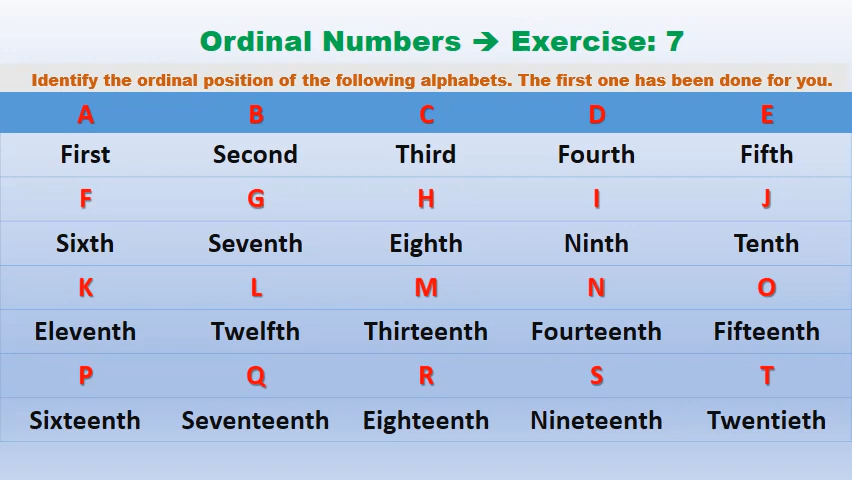 Ordinal Numbers ➔ Exercise: 7
Identify the ordinal position of the following alphabets. The first one has been done for you.
A B C D E
First Second Third Fourth Fifth
F G H I J
Sixth Seventh Eighth Ninth Tenth
K L M N O
Eleventh Twelfth Thirteenth Fourteenth Fifteenth
P Q R S T
Sixteenth Seventeenth Eighteenth Nineteenth Twentieth